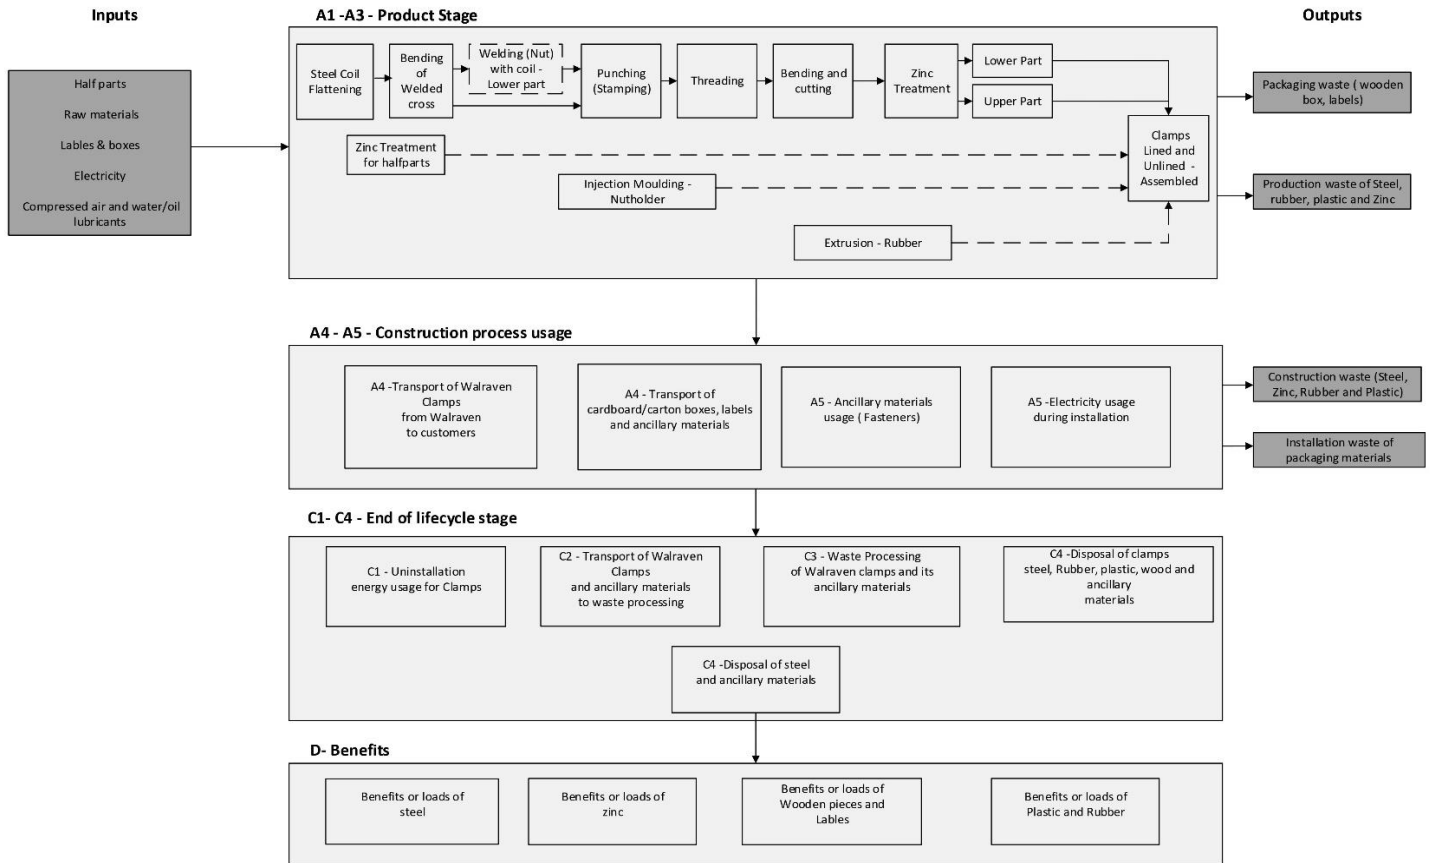 Inputs
A1 -A3 - Product Stage
Outputs
Half parts
Raw materials
Lables & boxes
Electricity
Compressed air and water/oil
lubricants
Steel Coil
Flattening
Bending
of
Welded
cross
Welding (Nut)
with coil -
Lower part
Punching
(Stamping)
Threading
Bending and
cutting
Zinc
Treatment
Lower Part
Upper Part
Zinc Treatment
for halfparts
Injection Moulding -
Nutholder
Extrusion - Rubber
Clamps
Lined and
Unlined -
Assembled
Packaging waste ( wooden
box, labels)
Production waste of Steel,
rubber, plastic and Zinc
A4 - A5 - Construction process usage
A4 -Transport of Walraven
Clamps
from Walraven
to customers
A4 - Transport of
cardboard/carton boxes, labels
and ancillary materials
A5 - Ancillary materials
usage ( Fasteners)
A5 -Electricity usage
during installation
Construction waste (Steel,
Zinc, Rubber and Plastic)
Installation waste of
packaging materials
C1- C4 - End of lifecycle stage
C1 - Uninstallation
energy usage for Clamps
C2 - Transport of Walraven
Clamps
and ancillary materials
to waste processing
C3 - Waste Processing
of Walraven clamps and its
ancillary materials
C4 -Disposal of clamps
steel, Rubber, plastic, wood and
ancillary
materials
C4 -Disposal of steel
and ancillary materials
D- Benefits
Benefits or loads of
steel
Benefits or loads of
zinc
Benefits or loads of
Wooden pieces and
Lables
Benefits or loads of
Plastic and Rubber